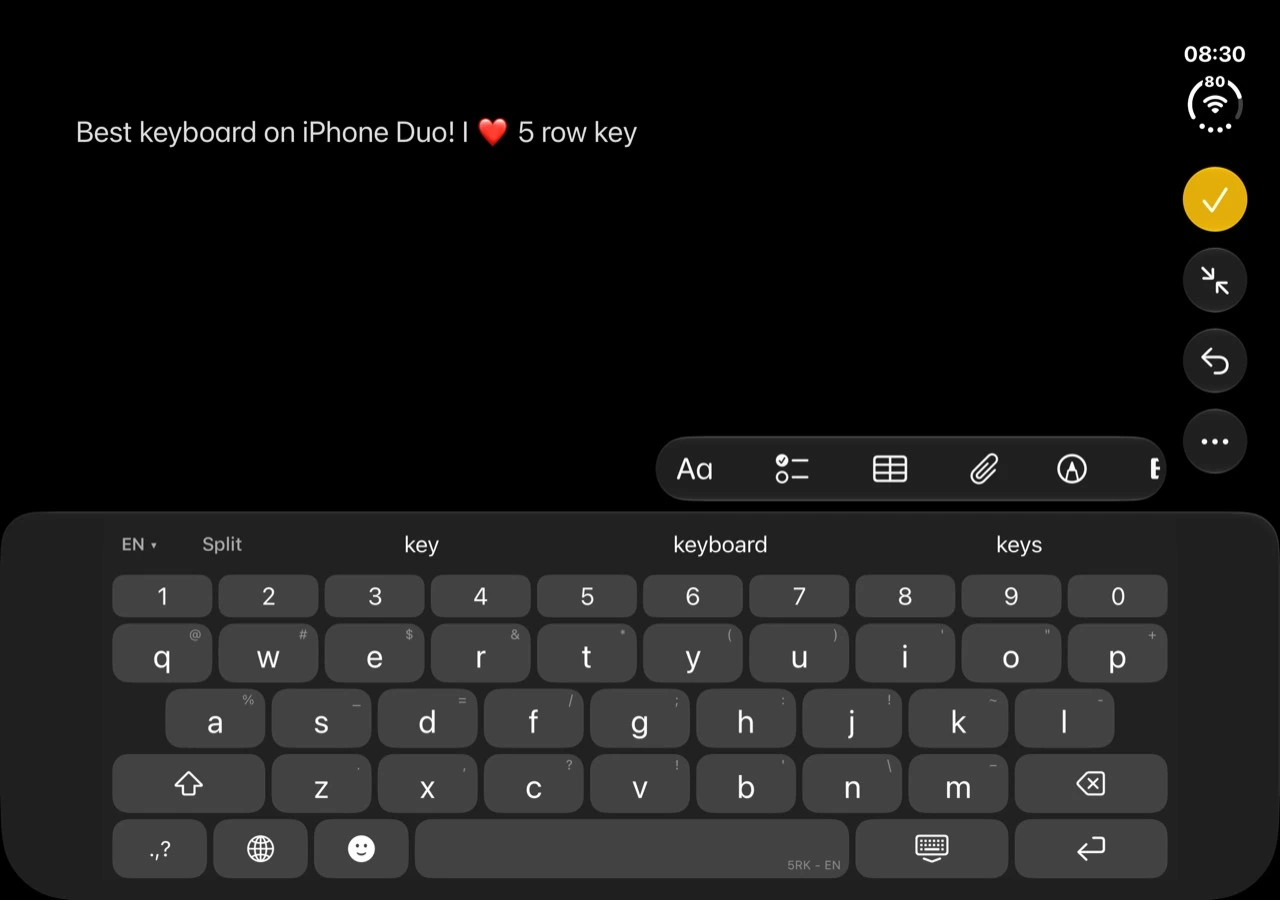 08:30
80
Best keyboard on iPhone Duo! I ❤️ 5 row key
Aa
EN ▾ Split key keyboard keys
1 2 3 4 5 6 7 8 9 0
@ # $ & * ( ) ' " +
q w e r t y u i o p
% _ = / ; : ! ~ -
a s d f g h j k l
. , ? ! ' \ –
z x c v b n m
.,?
5RK - EN